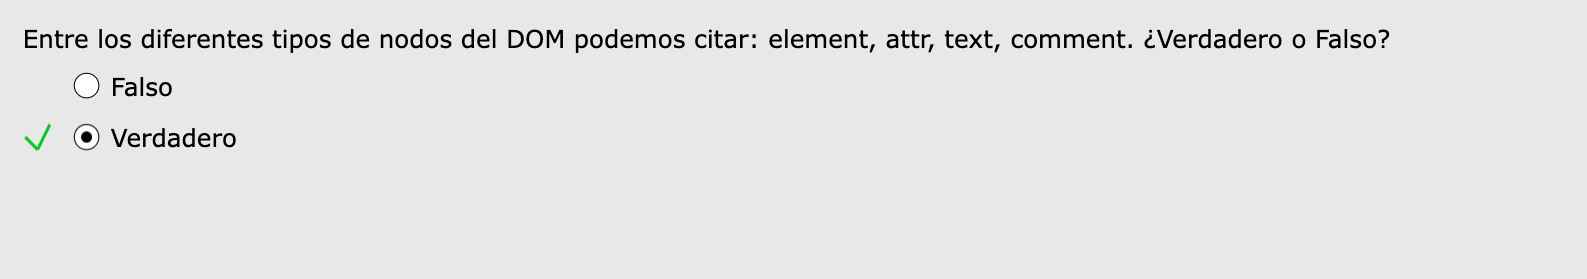 Entre los diferentes tipos de nodos del DOM podemos citar: element, attr, text, comment. ¿Verdadero o Falso?
Falso
Verdadero